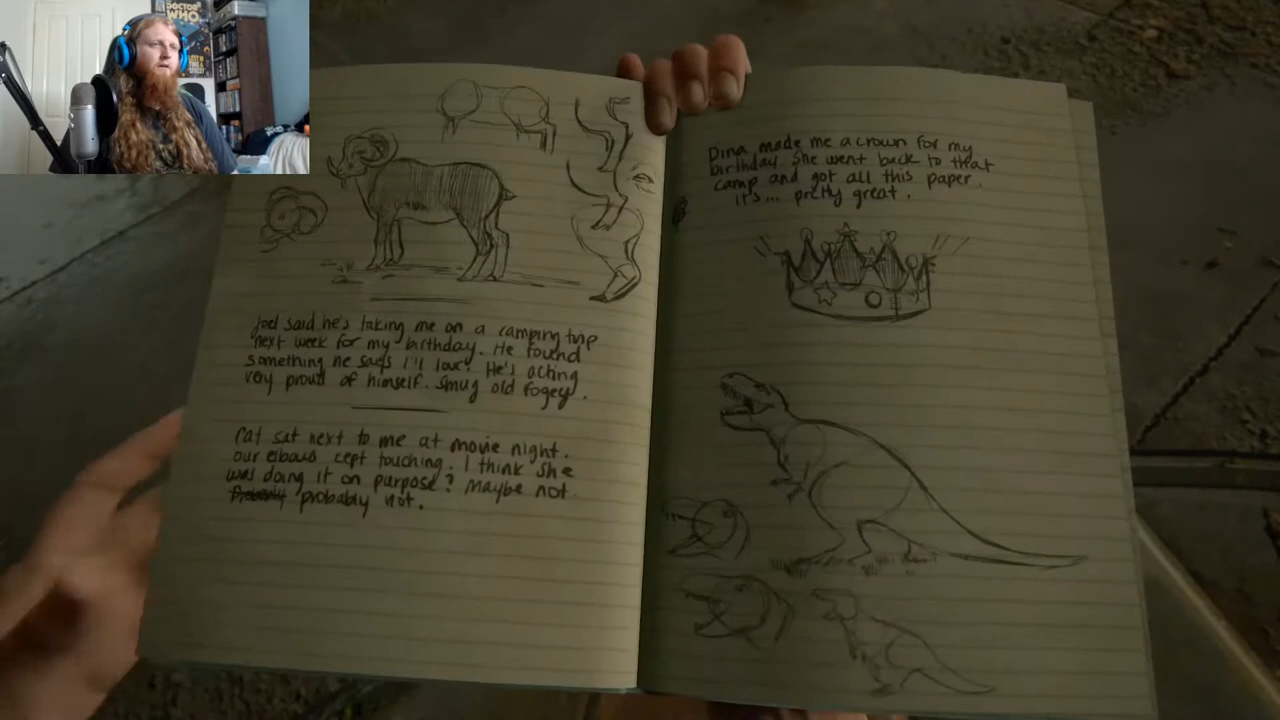 DOCTOR
WHO
Joel said he's taking me on a camping trip
next week for my birthday. He found
something he says I'll love. He's acting
very proud of himself. Smug old fogey.
Cat sat next to me at movie night.
our elbows kept touching. I think she
was doing it on purpose? Maybe not.
probably not.
Dina made me a crown for my
birthday. She went back to that
camp and got all this paper.
it's... pretty great.